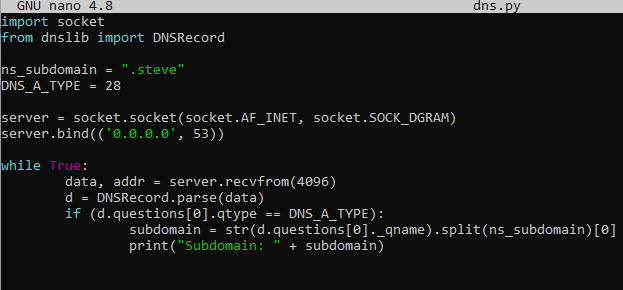 GNU nano 4.8 dns.py
import socket
from dnslib import DNSRecord

ns_subdomain = ".steve"
DNS_A_TYPE = 28

server = socket.socket(socket.AF_INET, socket.SOCK_DGRAM)
server.bind(('0.0.0.0', 53))

while True:
        data, addr = server.recvfrom(4096)
        d = DNSRecord.parse(data)
        if (d.questions[0].qtype == DNS_A_TYPE):
                subdomain = str(d.questions[0]._qname).split(ns_subdomain)[0]
                print("Subdomain: " + subdomain)